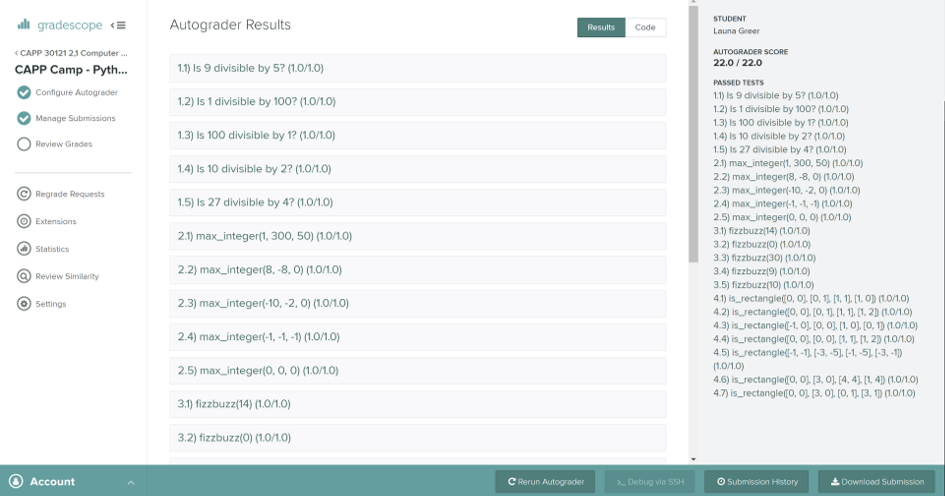 gradescope
< CAPP 30121 2,1 Computer ...
CAPP Camp - Pyth...
Configure Autograder
Manage Submissions
Review Grades
Regrade Requests
Extensions
Statistics
Review Similarity
Settings
Account
Autograder Results
Results
Code
1.1) Is 9 divisible by 5? (1.0/1.0)
1.2) Is 1 divisible by 100? (1.0/1.0)
1.3) Is 100 divisible by 1? (1.0/1.0)
1.4) Is 10 divisible by 2? (1.0/1.0)
1.5) Is 27 divisible by 4? (1.0/1.0)
2.1) max_integer(1, 300, 50) (1.0/1.0)
2.2) max_integer(8, -8, 0) (1.0/1.0)
2.3) max_integer(-10, -2, 0) (1.0/1.0)
2.4) max_integer(-1, -1, -1) (1.0/1.0)
2.5) max_integer(0, 0, 0) (1.0/1.0)
3.1) fizzbuzz(14) (1.0/1.0)
3.2) fizzbuzz(0) (1.0/1.0)
STUDENT
Launa Greer
AUTOGRADER SCORE
22.0 / 22.0
PASSED TESTS
1.1) Is 9 divisible by 5? (1.0/1.0)
1.2) Is 1 divisible by 100? (1.0/1.0)
1.3) Is 100 divisible by 1? (1.0/1.0)
1.4) Is 10 divisible by 2? (1.0/1.0)
1.5) Is 27 divisible by 4? (1.0/1.0)
2.1) max_integer(1, 300, 50) (1.0/1.0)
2.2) max_integer(8, -8, 0) (1.0/1.0)
2.3) max_integer(-10, -2, 0) (1.0/1.0)
2.4) max_integer(-1, -1, -1) (1.0/1.0)
2.5) max_integer(0, 0, 0) (1.0/1.0)
3.1) fizzbuzz(14) (1.0/1.0)
3.2) fizzbuzz(0) (1.0/1.0)
3.3) fizzbuzz(30) (1.0/1.0)
3.4) fizzbuzz(9) (1.0/1.0)
3.5) fizzbuzz(10) (1.0/1.0)
4.1) is_rectangle([0, 0], [0, 1], [1, 1], [1, 0]) (1.0/1.0)
4.2) is_rectangle([0, 0], [0, 1], [1, 1], [1, 2]) (1.0/1.0)
4.3) is_rectangle([-1, 0], [0, 0], [1, 0], [0, 1]) (1.0/1.0)
4.4) is_rectangle([0, 0], [0, 0], [1, 1], [1, 2]) (1.0/1.0)
4.5) is_rectangle([-1, -1], [-3, -5], [-1, -5], [-3, -1])
(1.0/1.0)
4.6) is_rectangle([0, 0], [3, 0], [4, 4], [1, 4]) (1.0/1.0)
4.7) is_rectangle([0, 0], [3, 0], [0, 1], [3, 1]) (1.0/1.0)
Rerun Autograder
>_ Debug via SSH
Submission History
Download Submission